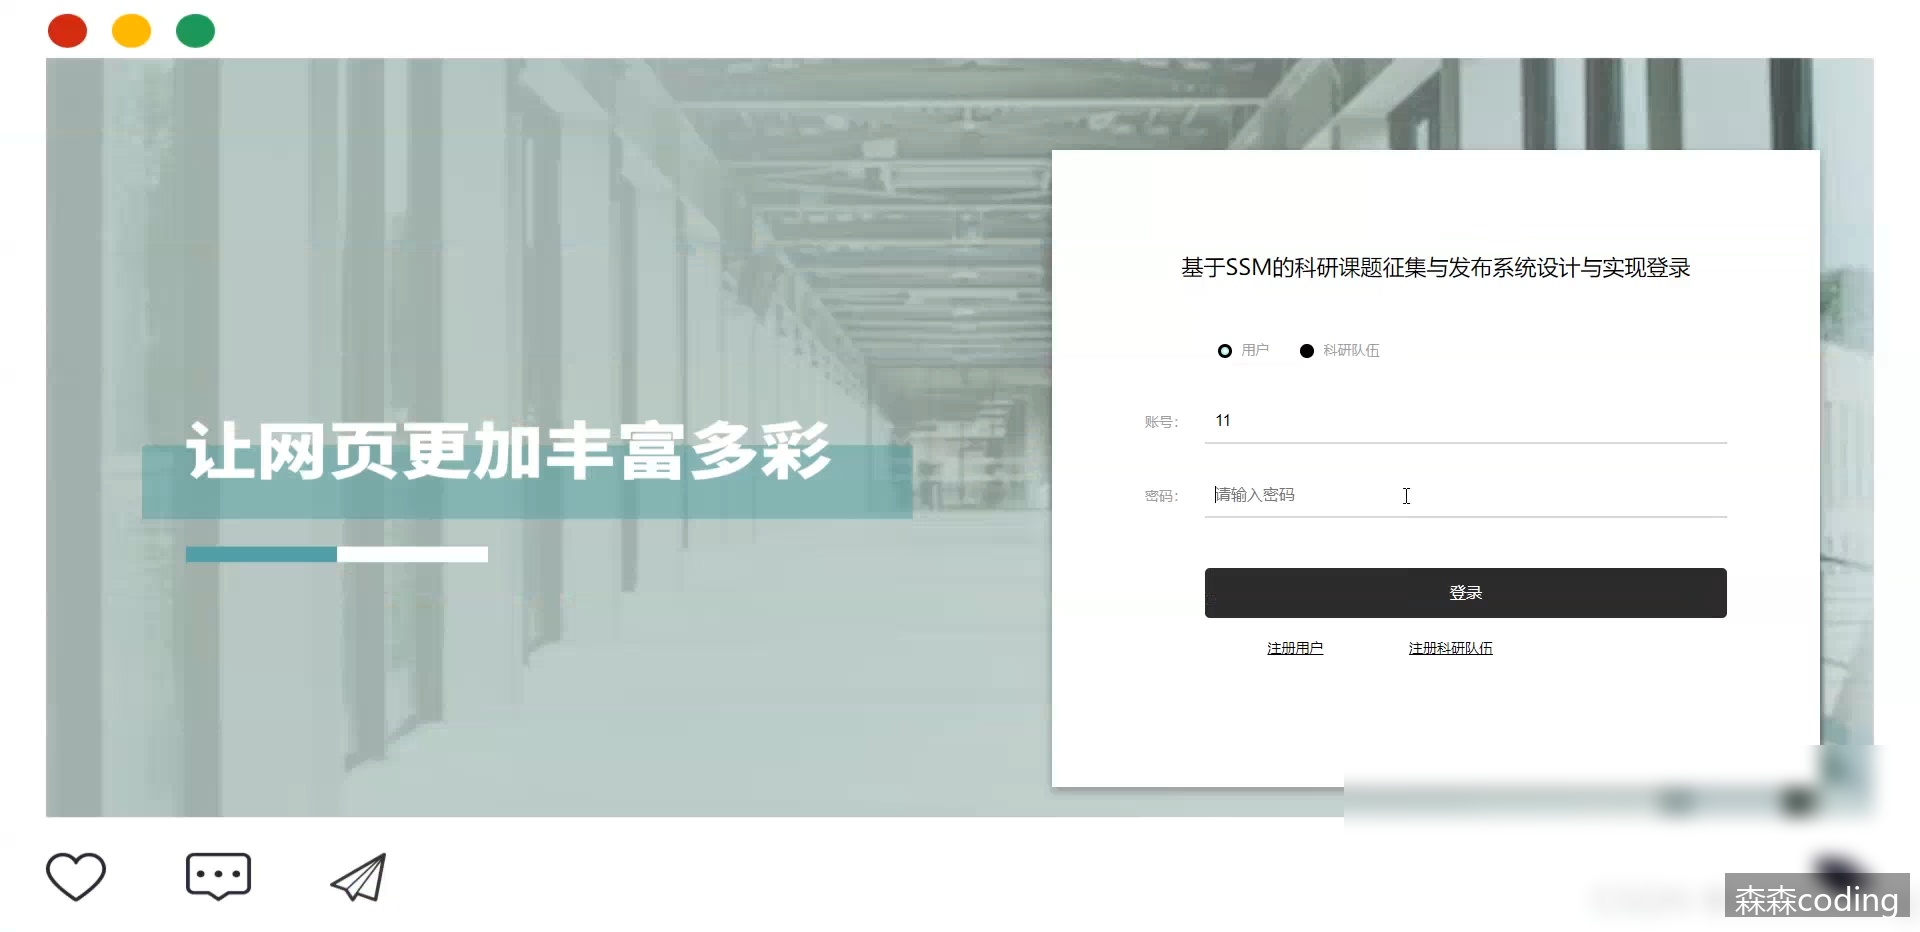 基于SSM的科研课题征集与发布系统设计与实现登录
用户 科研队伍
账号： 11
让网页更加丰富多彩
密码： 请输入密码
登录
注册用户 注册科研队伍
森森coding